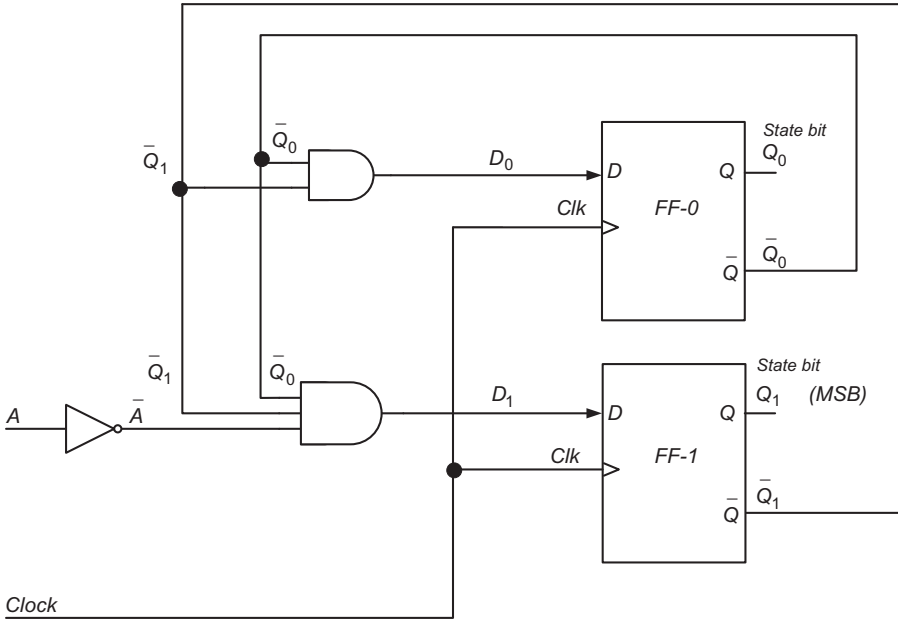 State bit
Q̅₀
D₀
Q
Q₀
Q̅₁
D
Clk
FF-0
Q̅₀
Q̅
State bit
Q̅₁
Q̅₀
D₁
Q₁ (MSB)
A
A̅
D
Q
Clk
FF-1
Q̅₁
Q̅
Clock